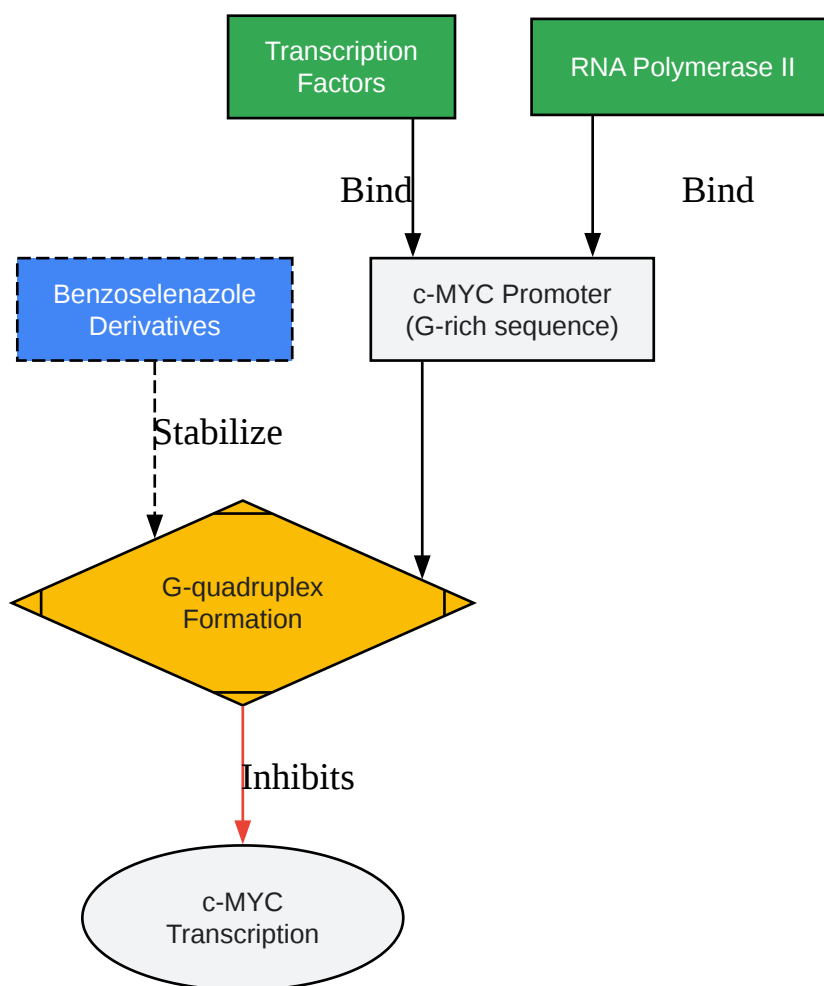 Transcription
Factors
RNA Polymerase II
Bind
Bind
Benzoselenazole
Derivatives
c-MYC Promoter
(G-rich sequence)
Stabilize
G-quadruplex
Formation
Inhibits
c-MYC
Transcription